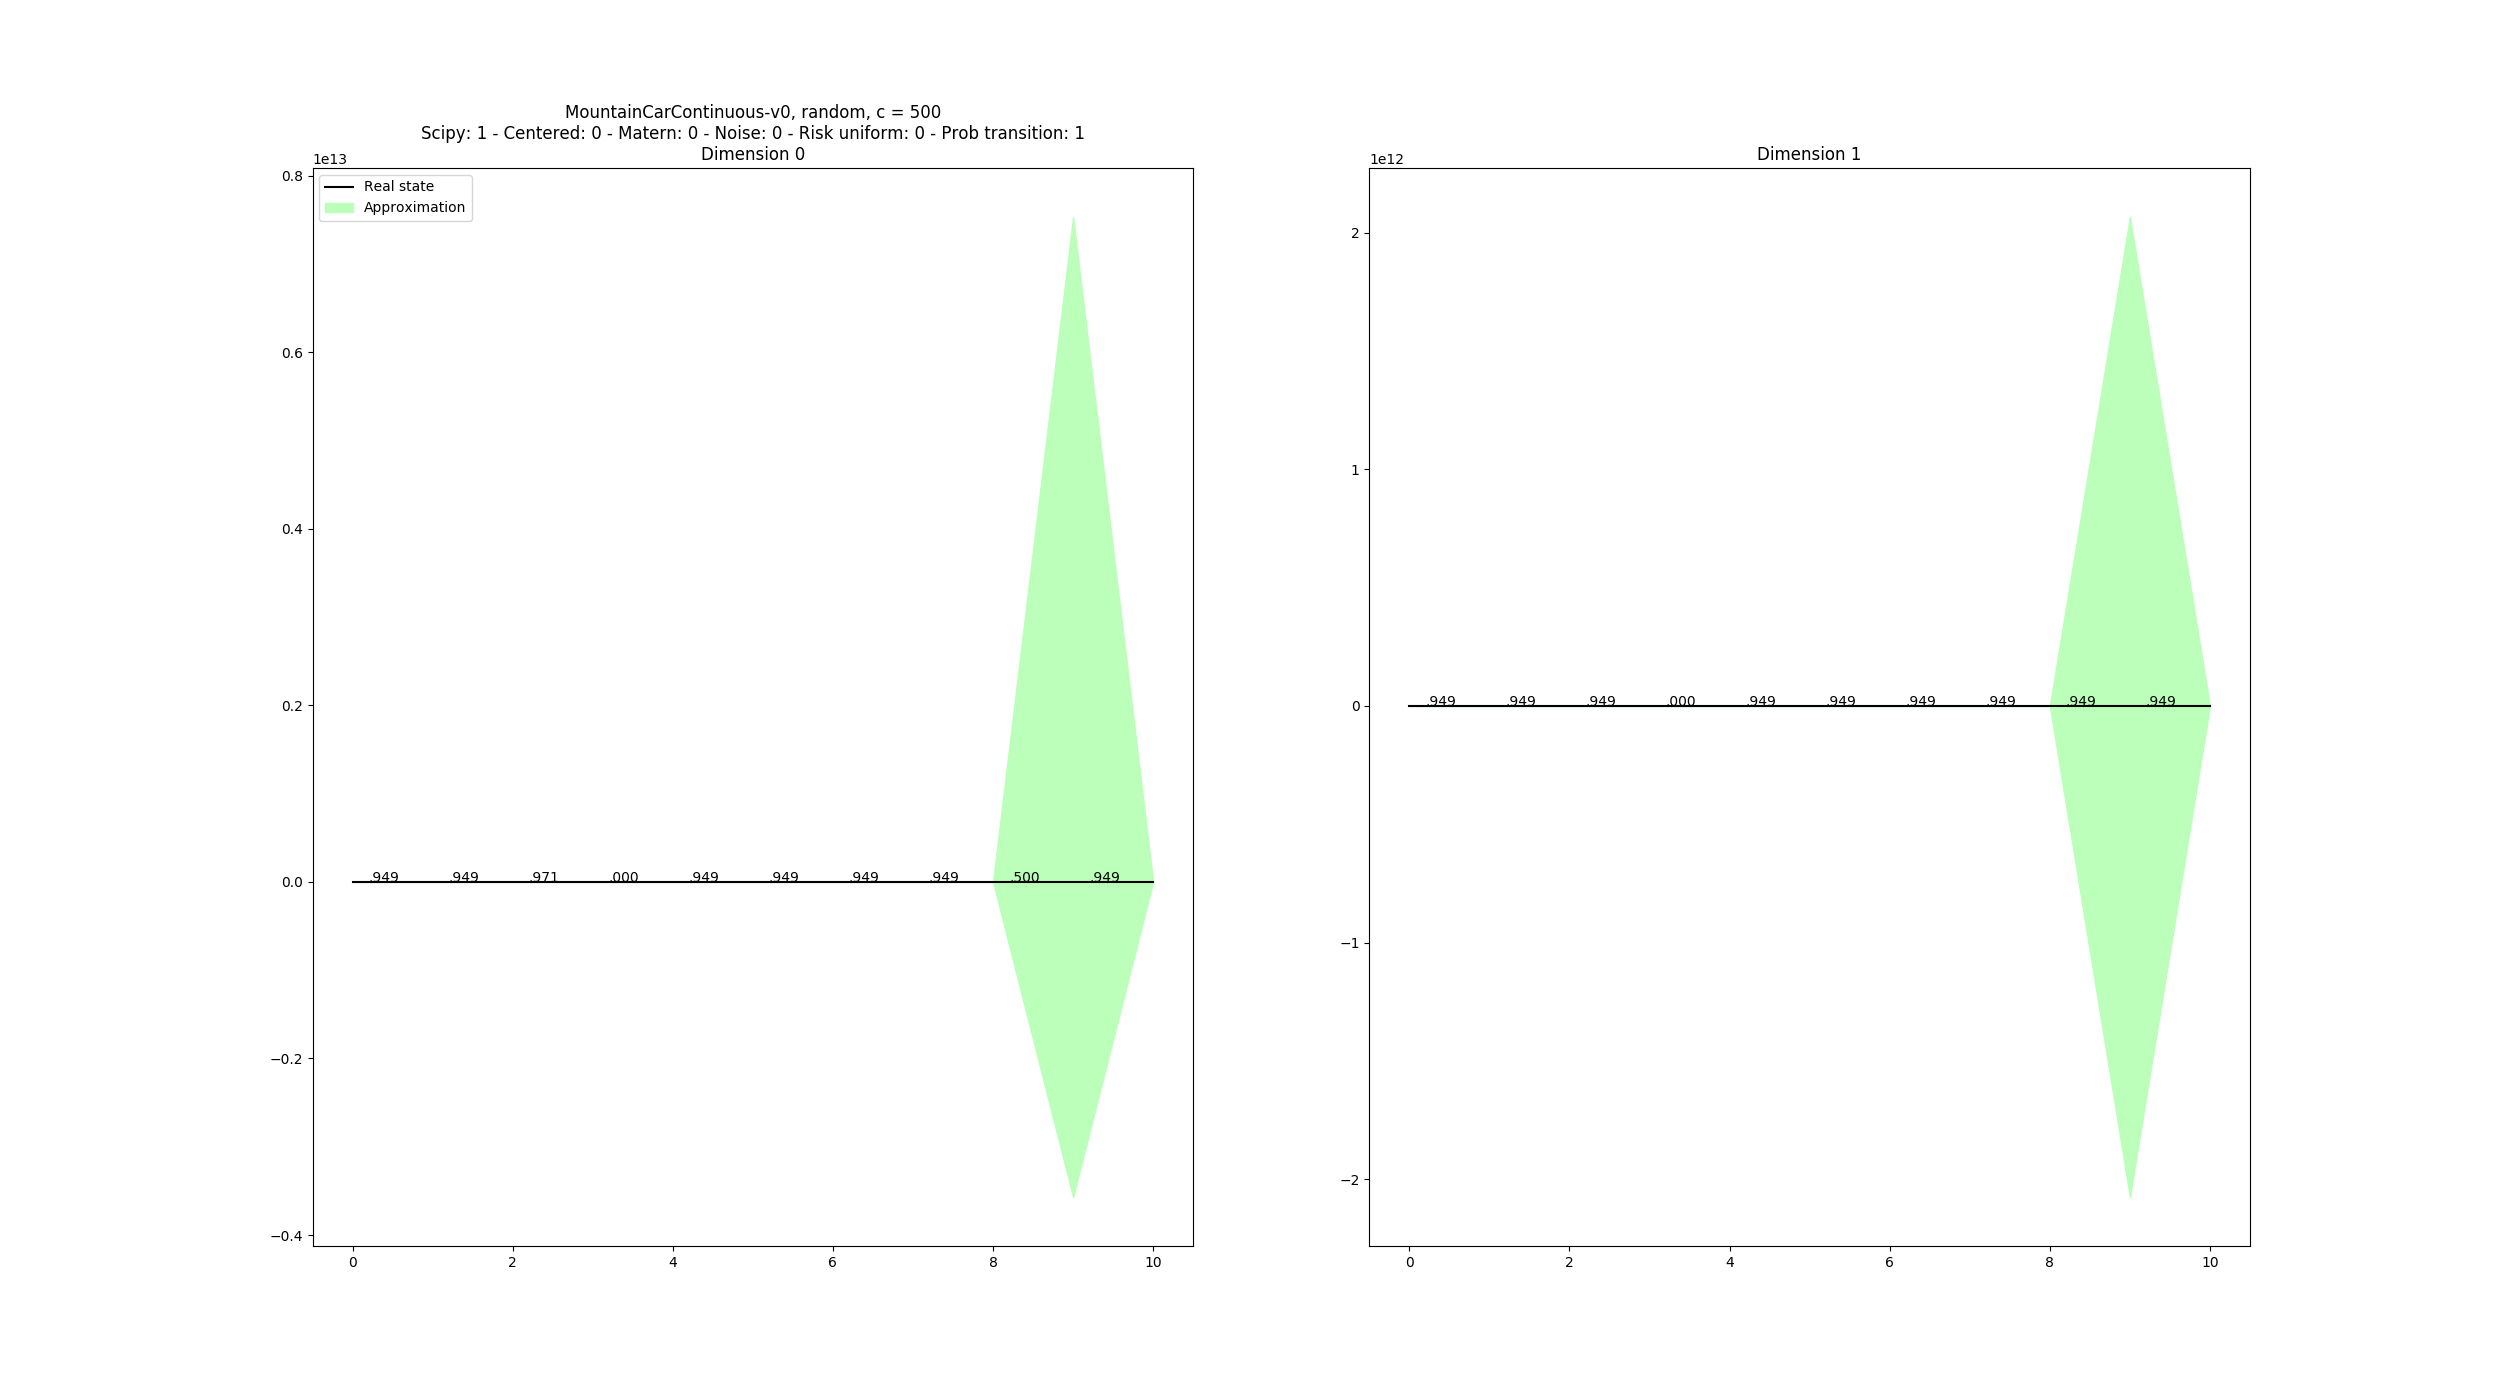 MountainCarContinuous-v0, random, c = 500
Scipy: 1 - Centered: 0 - Matern: 0 - Noise: 0 - Risk uniform: 0 - Prob transition: 1
Dimension 0
1e13
Real state
Approximation
0.8
0.6
0.4
0.2
0.0
−0.2
−0.4
.949 .949 .971 .000 .949 .949 .949 .949 .500 .949
0 2 4 6 8 10
Dimension 1
1e12
2
1
0
−1
−2
.949 .949 .949 .000 .949 .949 .949 .949 .949 .949
0 2 4 6 8 10